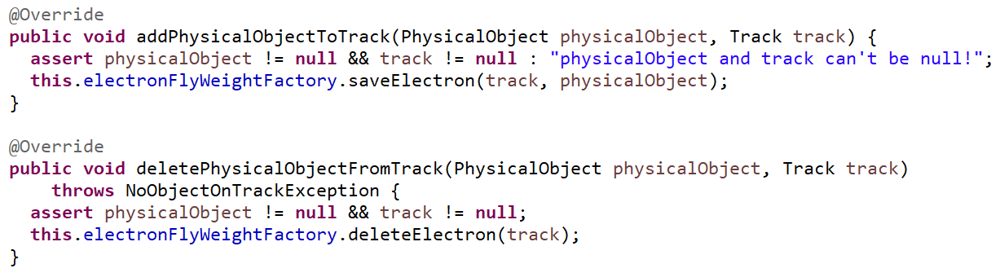 @Override
public void addPhysicalObjectToTrack(PhysicalObject physicalObject, Track track) {
  assert physicalObject != null && track != null : "physicalObject and track can't be null!";
  this.electronFlyWeightFactory.saveElectron(track, physicalObject);
}

@Override
public void deletePhysicalObjectFromTrack(PhysicalObject physicalObject, Track track)
    throws NoObjectOnTrackException {
  assert physicalObject != null && track != null;
  this.electronFlyWeightFactory.deleteElectron(track);
}